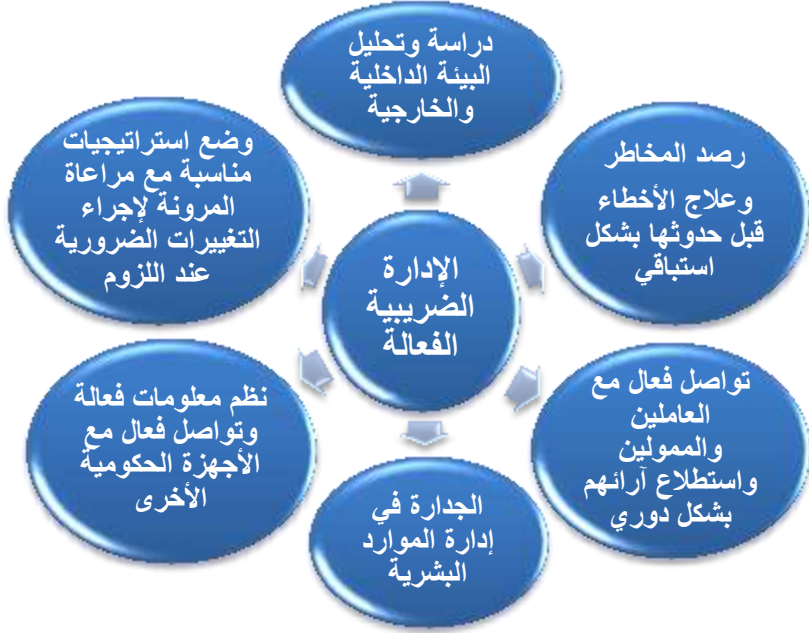 دراسة وتحليل
البيئة الداخلية
والخارجية
رصد المخاطر
وعلاج الأخطاء
قبل حدوثها بشكل
استباقي
تواصل فعال مع
العاملين
والممولين
واستطلاع آرائهم
بشكل دوري
الجدارة في
إدارة الموارد
البشرية
نظم معلومات فعالة
وتواصل فعال مع
الأجهزة الحكومية
الأخرى
وضع استراتيجيات
مناسبة مع مراعاة
المرونة لإجراء
التغييرات الضرورية
عند اللزوم
الإدارة
الضريبية
الفعالة